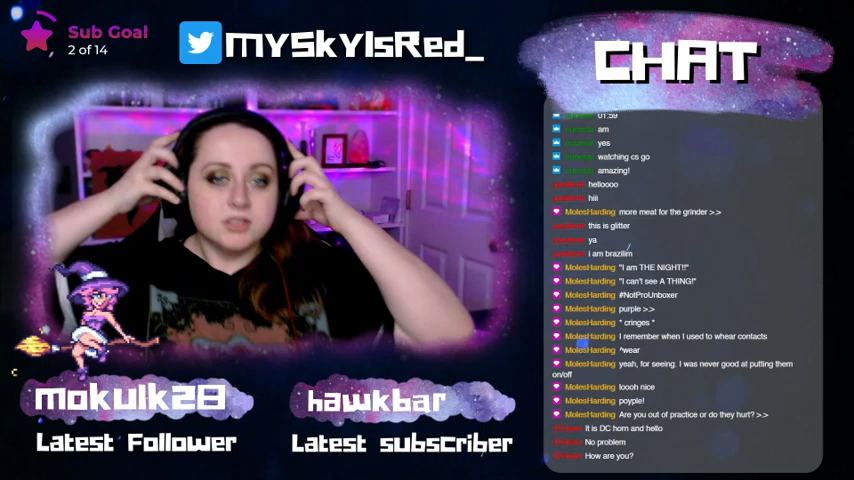 Sub Goal
2 of 14
MYSkyIsRed_
CHAT
01:59
am
yes
watching cs go
amazing!
helloooo
hiii
MolesHarding more meat for the grinder >>
this is glitter
ya
i am brazilim
MolesHarding "I am THE NIGHT!!"
MolesHarding "I can't see A THING!"
MolesHarding #NotProUnboxer
MolesHarding purple >>
MolesHarding * cringes *
MolesHarding I remember when I used to whear contacts
MolesHarding ^wear
MolesHarding yeah, for seeing. I was never good at putting them
on/off
MolesHarding loooh nice
MolesHarding poyple!
MolesHarding Are you out of practice or do they hurt? >>
It is DC horn and hello
No problem
How are you?
mokulk28
Latest Follower
hawkbar
Latest subscriber